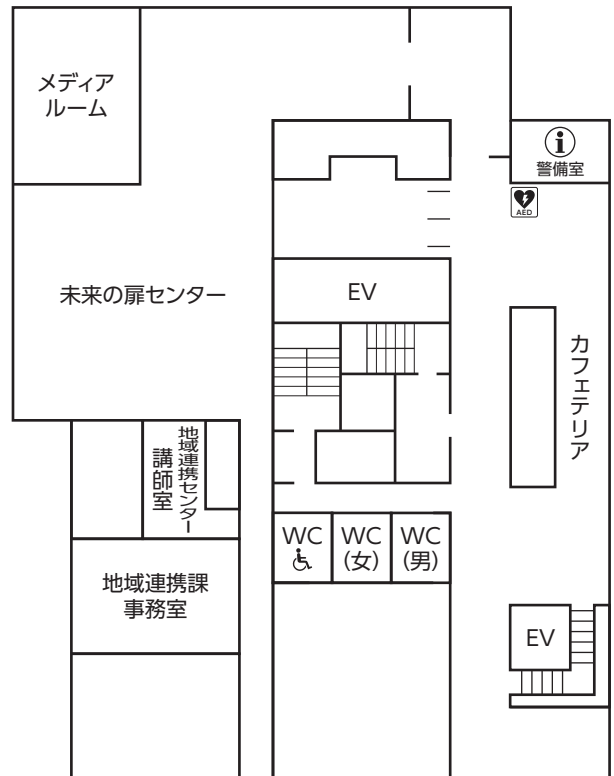 メディア
ルーム
i
警備室
AED
未来の扉センター
EV
カフェテリア
地域連携センター
講師室
WC
WC
(女)
WC
(男)
地域連携課
事務室
EV